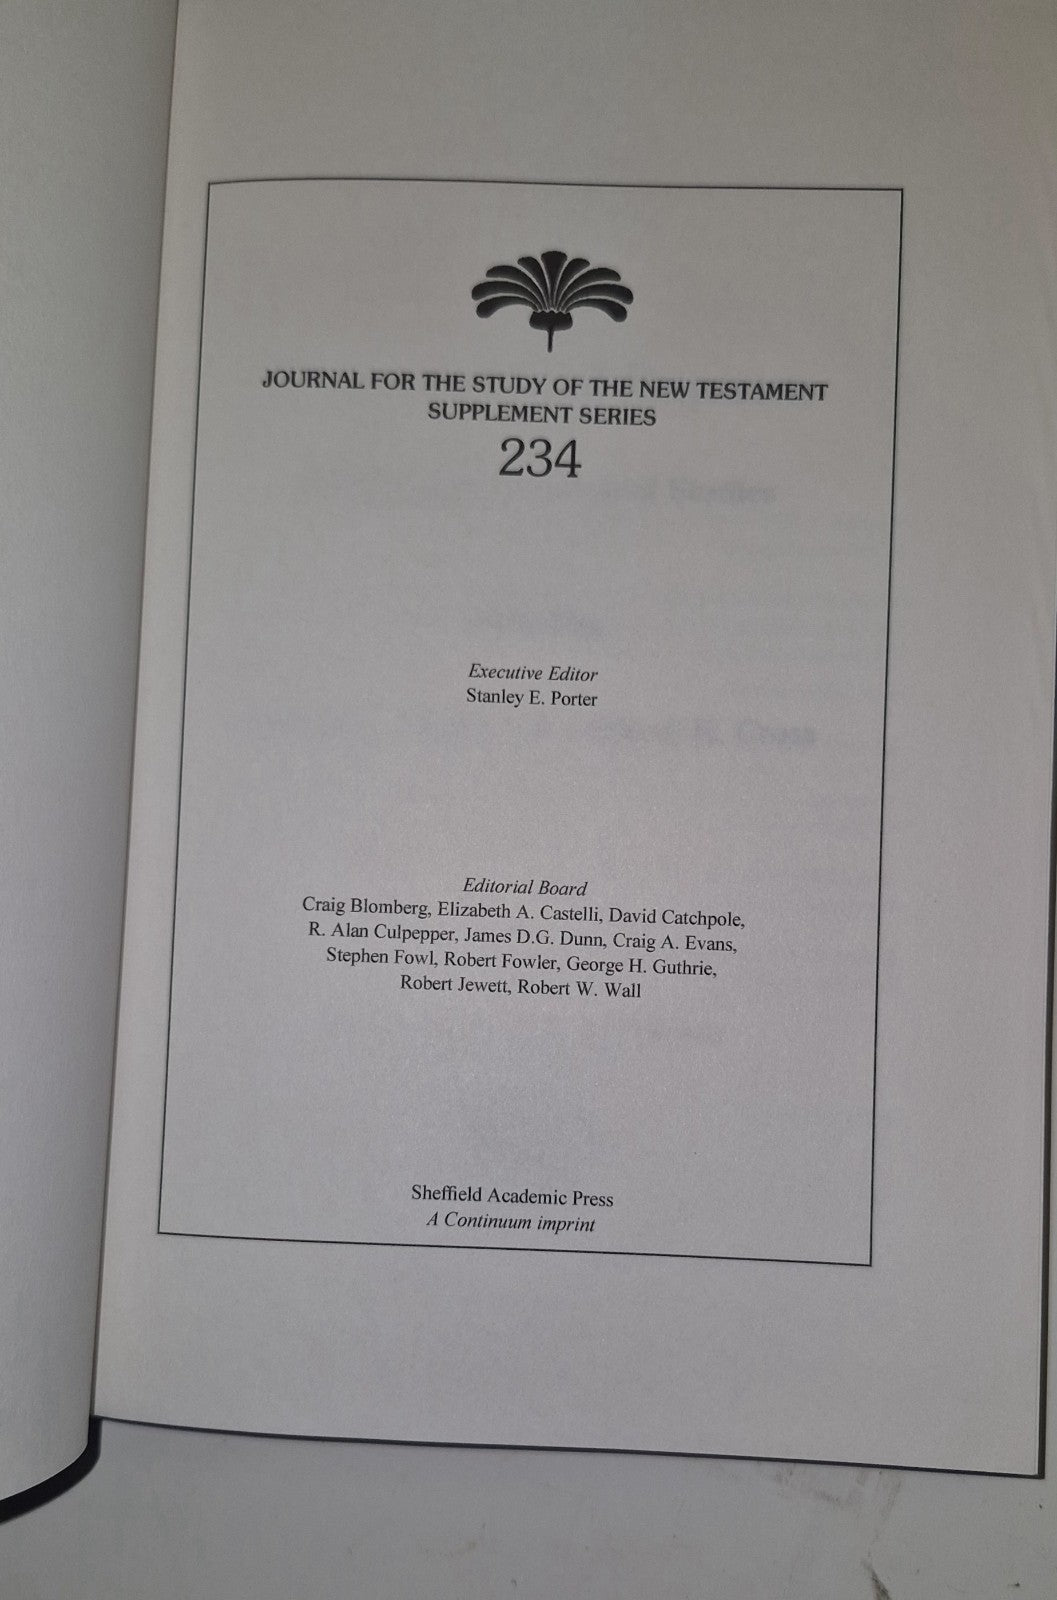 JOURNAL FOR THE STUDY OF THE NEW TESTAMENT
SUPPLEMENT SERIES
234
Executive Editor
Stanley E. Porter
Editorial Board
Craig Blomberg, Elizabeth A. Castelli, David Catchpole,
R. Alan Culpepper, James D.G. Dunn, Craig A. Evans,
Stephen Fowl, Robert Fowler, George H. Guthrie,
Robert Jewett, Robert W. Wall
Sheffield Academic Press
A Continuum imprint